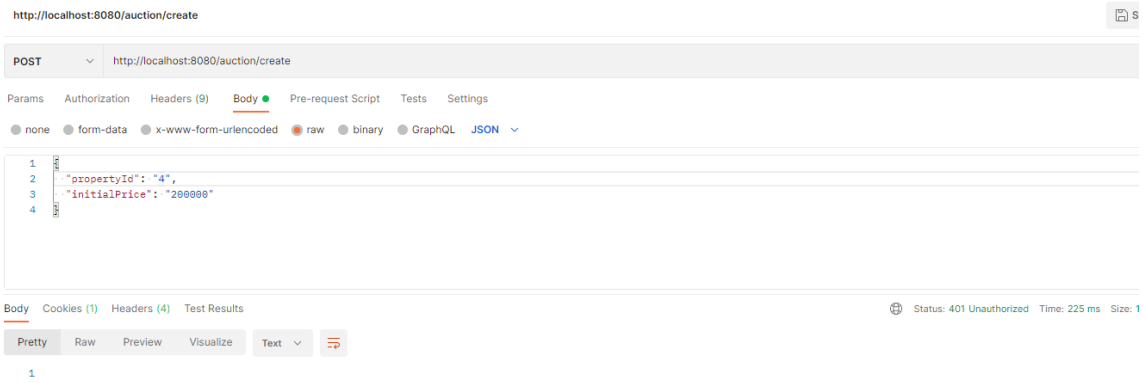 http://localhost:8080/auction/create
POST http://localhost:8080/auction/create
Params Authorization Headers (9) Body Pre-request Script Tests Settings
none form-data x-www-form-urlencoded raw binary GraphQL JSON
1 {
2 "propertyId": "4",
3 "initialPrice": "200000"
4 }
Body Cookies (1) Headers (4) Test Results Status: 401 Unauthorized Time: 225 ms Size: 1
Pretty Raw Preview Visualize Text
1